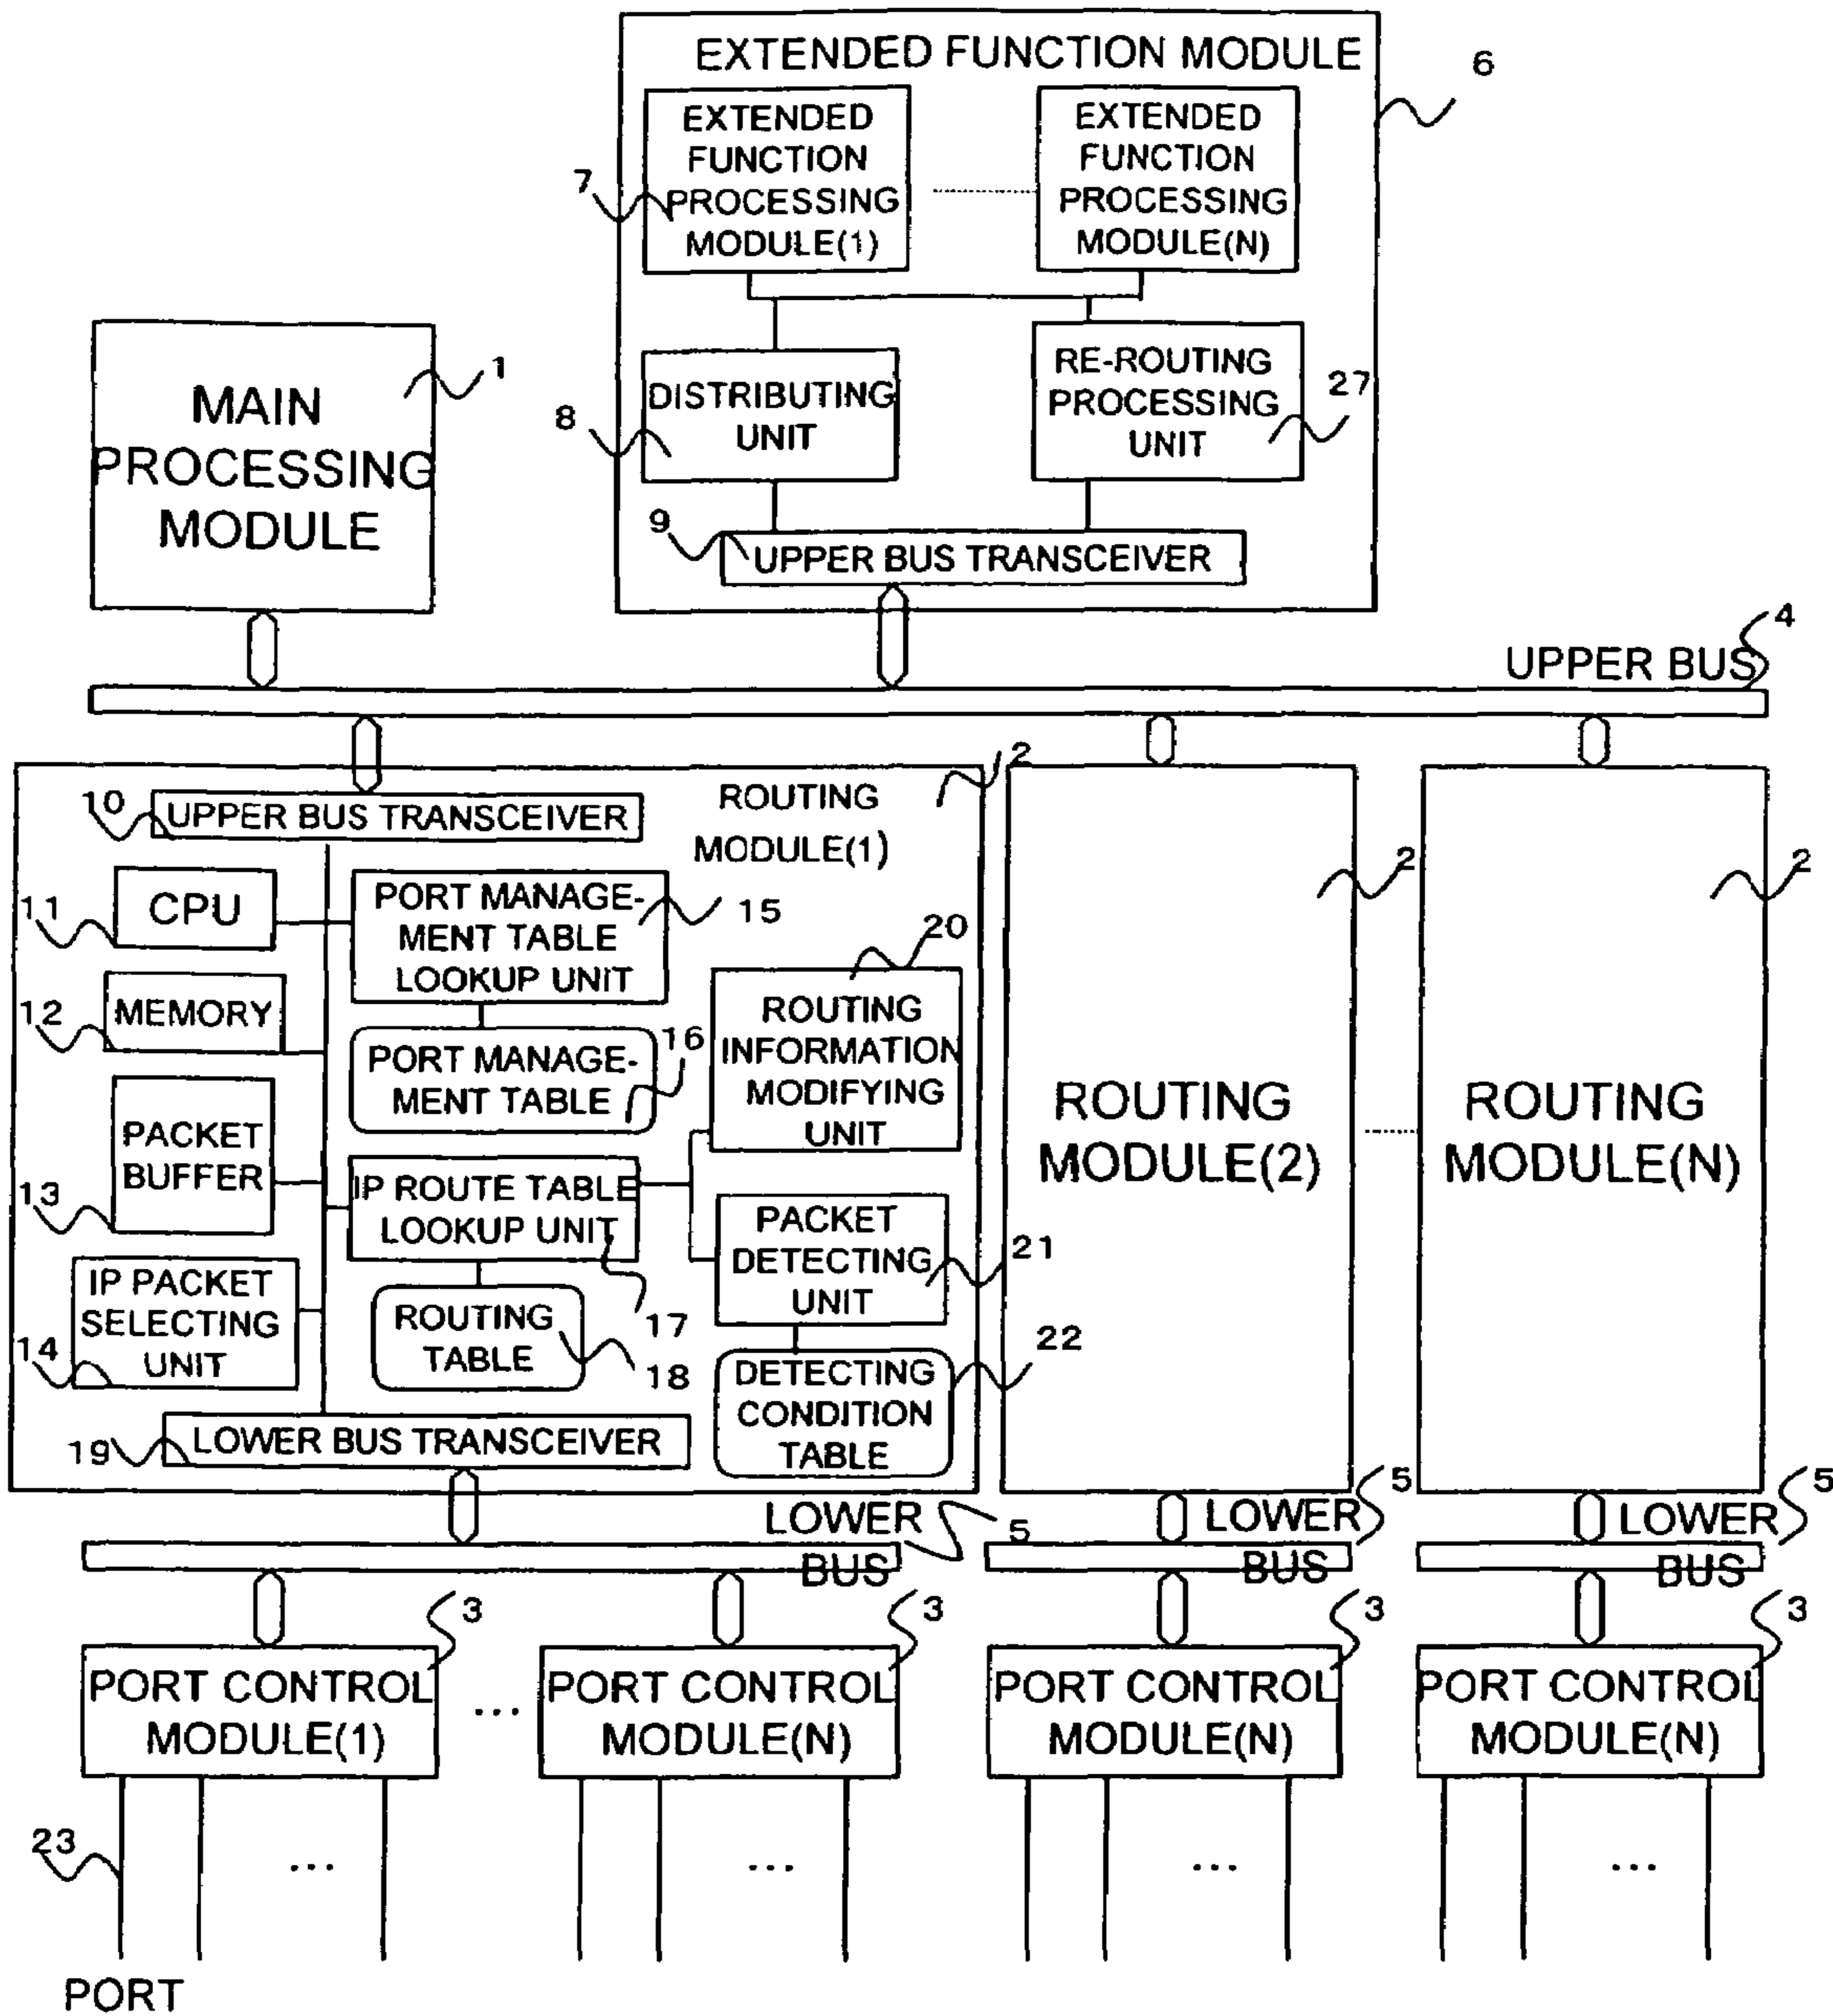 EXTENDED FUNCTION MODULE
6
EXTENDED
FUNCTION
PROCESSING
MODULE(1)
7
EXTENDED
FUNCTION
PROCESSING
MODULE(N)
MAIN
PROCESSING
MODULE
1
DISTRIBUTING
UNIT
8
RE-ROUTING
PROCESSING
UNIT
27
9
UPPER BUS TRANSCEIVER
UPPER BUS
4
10
UPPER BUS TRANSCEIVER
ROUTING
MODULE(1)
2
11
CPU
PORT MANAGE-
MENT TABLE
LOOKUP UNIT
15
12
MEMORY
PORT MANAGE-
MENT TABLE
16
20
ROUTING
INFORMATION
MODIFYING
UNIT
13
PACKET
BUFFER
IP ROUTE TABLE
LOOKUP UNIT
17
PACKET
DETECTING
UNIT
21
14
IP PACKET
SELECTING
UNIT
ROUTING
TABLE
18
DETECTING
CONDITION
TABLE
22
19
LOWER BUS TRANSCEIVER
2
ROUTING
MODULE(2)
2
ROUTING
MODULE(N)
LOWER
BUS
5
LOWER
BUS
5
LOWER
BUS
5
3
PORT CONTROL
MODULE(1)
...
3
PORT CONTROL
MODULE(N)
3
PORT CONTROL
MODULE(N)
3
PORT CONTROL
MODULE(N)
23
...
...
...
...
PORT